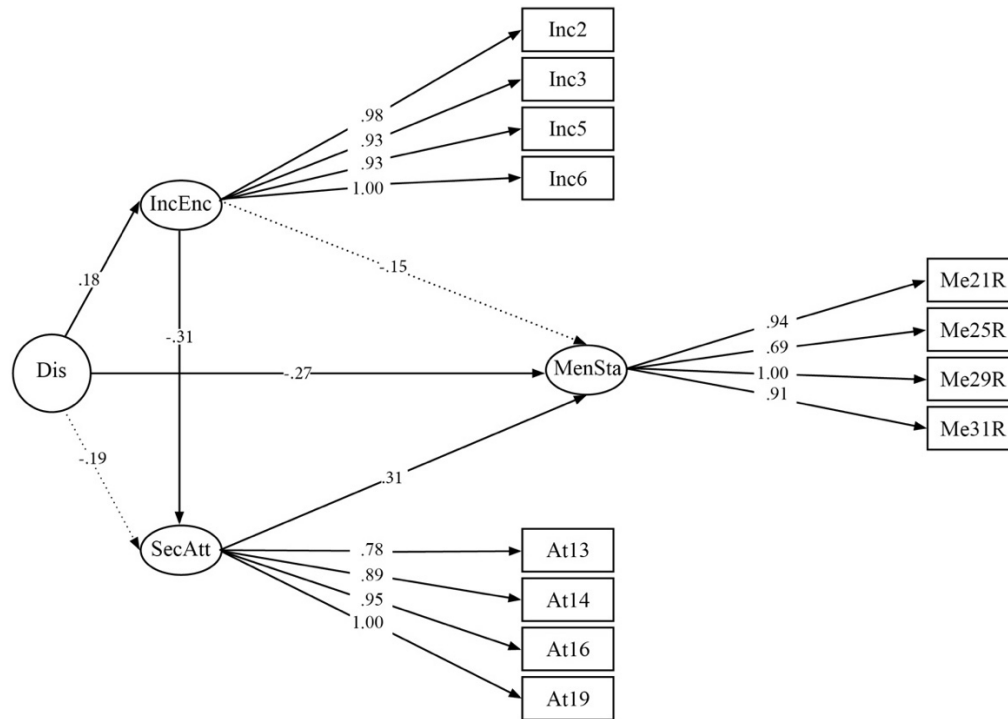 Inc2
Inc3
Inc5
Inc6
.98
.93
.93
1.00
IncEnc
-.15
.18
-.31
Dis
-.27
MenSta
Me21R
Me25R
Me29R
Me31R
.94
.69
1.00
.91
-.19
.31
SecAtt
.78
.89
.95
1.00
At13
At14
At16
At19